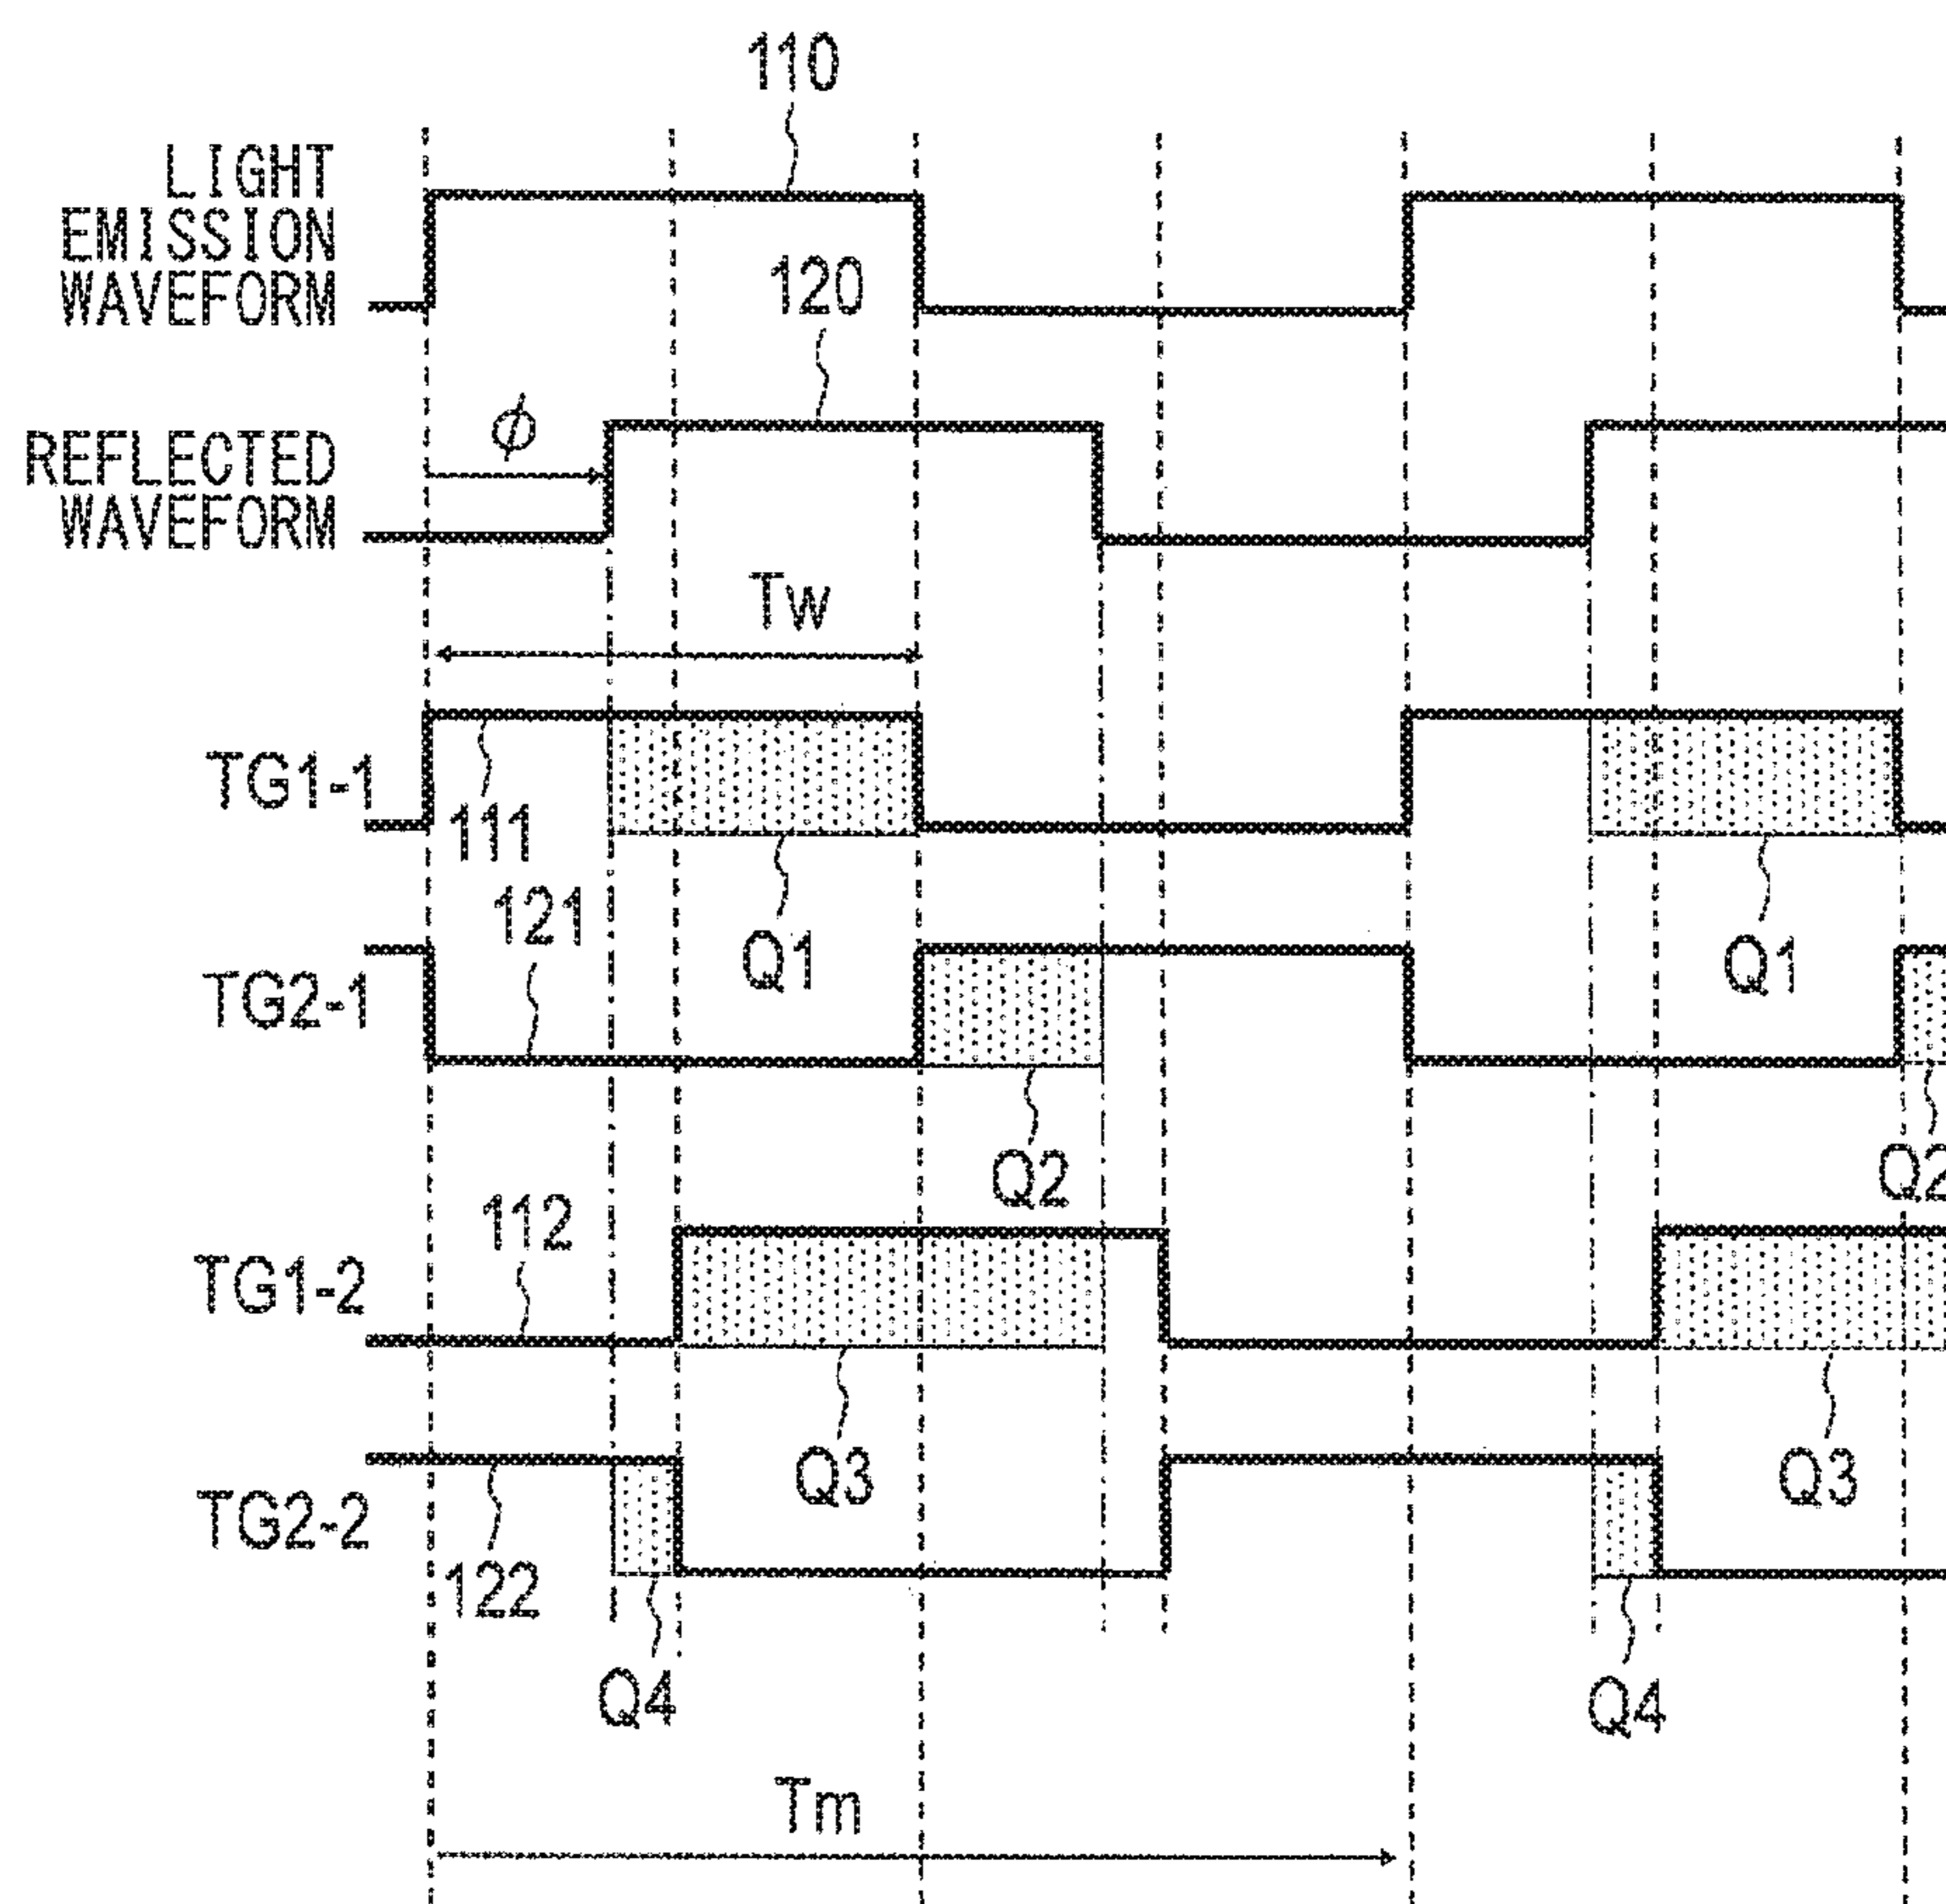 110
LIGHT
EMISSION
WAVEFORM
120
ϕ
REFLECTED
WAVEFORM
Tw
TG1-1
111
121
Q1
Q1
TG2-1
Q2
Q2
112
TG1-2
Q3
Q3
TG2-2
122
Q4
Q4
Tm